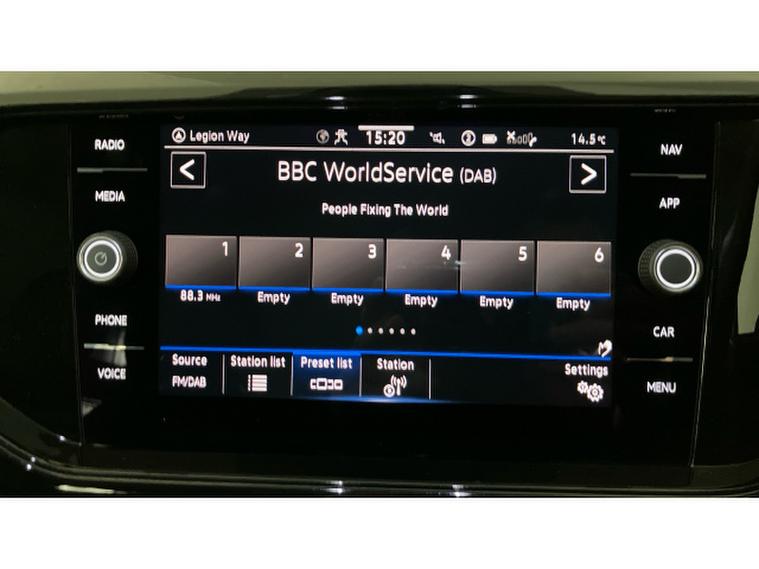 RADIO
MEDIA
PHONE
VOICE
Legion Way 15:20 14.5°C
< BBC WorldService (DAB) >
People Fixing The World
1 2 3 4 5 6
88.3 MHz Empty Empty Empty Empty Empty
Source Station list Preset list Station Settings
FM/DAB
NAV
APP
CAR
MENU